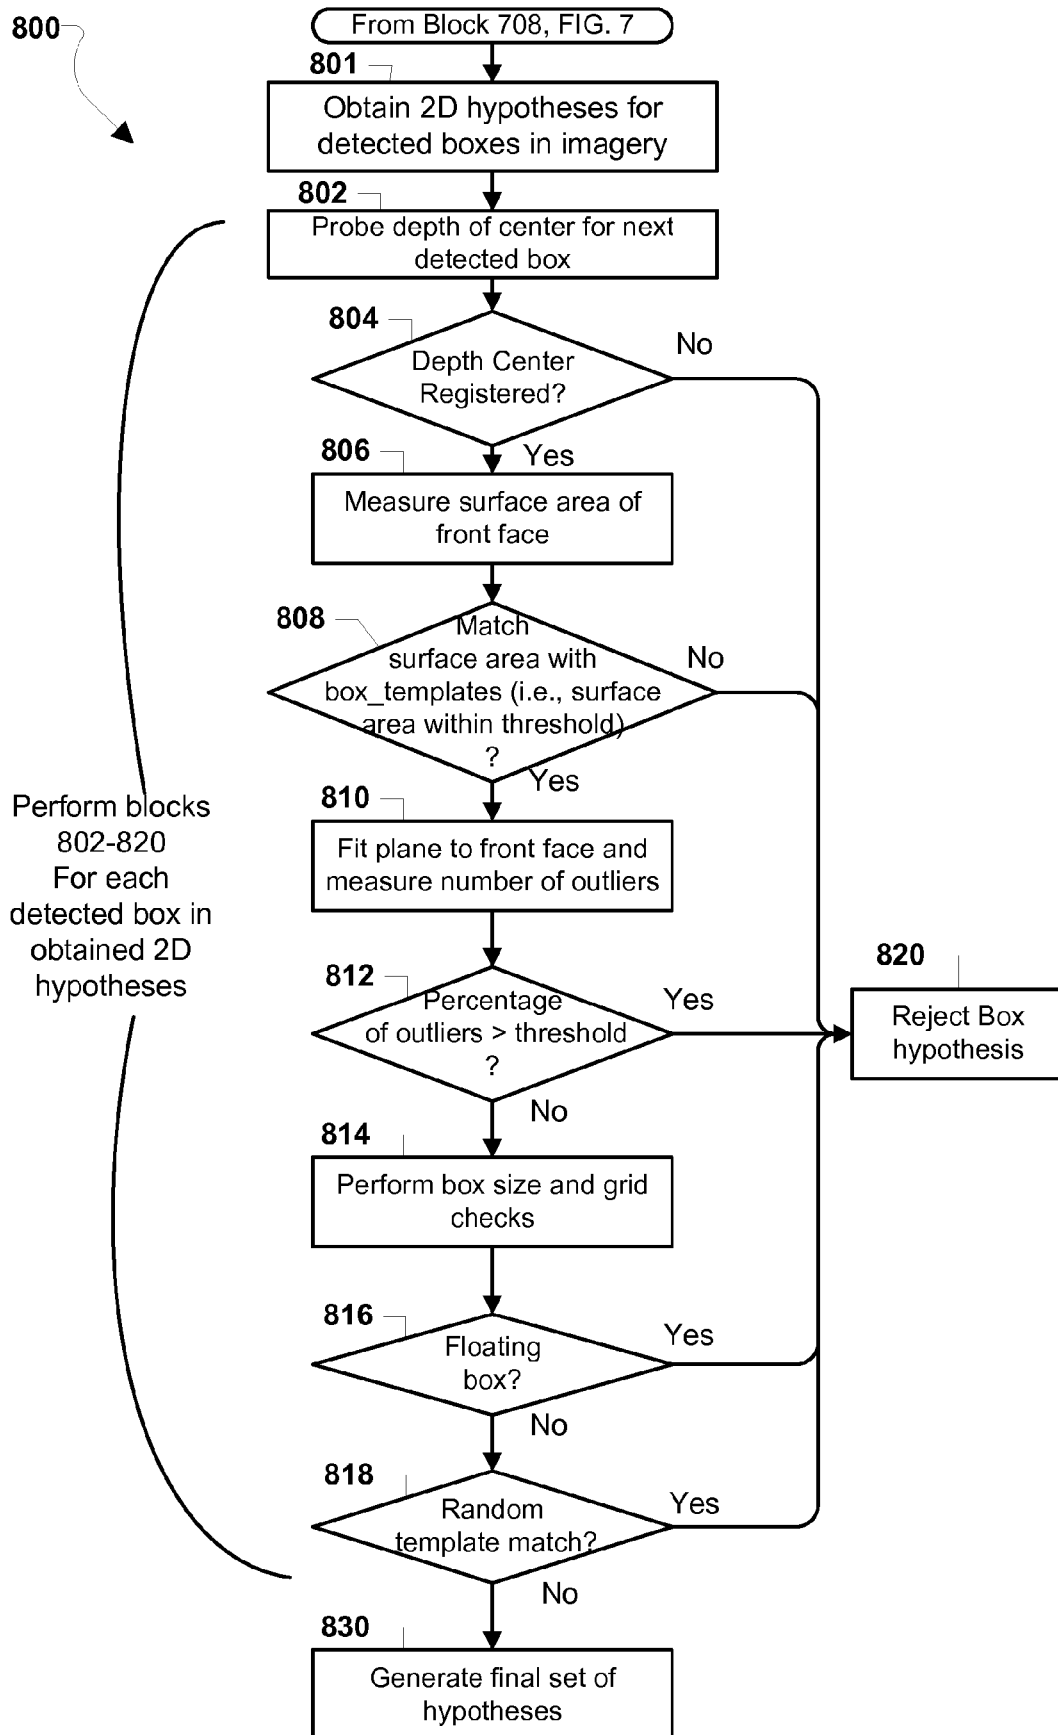 800
From Block 708, FIG. 7
801
Obtain 2D hypotheses for
detected boxes in imagery
802
Probe depth of center for next
detected box
804
Depth Center
Registered?
No
Yes
806
Measure surface area of
front face
808
Match
surface area with
box_templates (i.e., surface
area within threshold)
?
No
Yes
810
Fit plane to front face and
measure number of outliers
Perform blocks
802-820
For each
detected box in
obtained 2D
hypotheses
812
Percentage
of outliers > threshold
?
Yes
No
820
Reject Box
hypothesis
814
Perform box size and grid
checks
816
Floating
box?
Yes
No
818
Random
template match?
Yes
No
830
Generate final set of
hypotheses